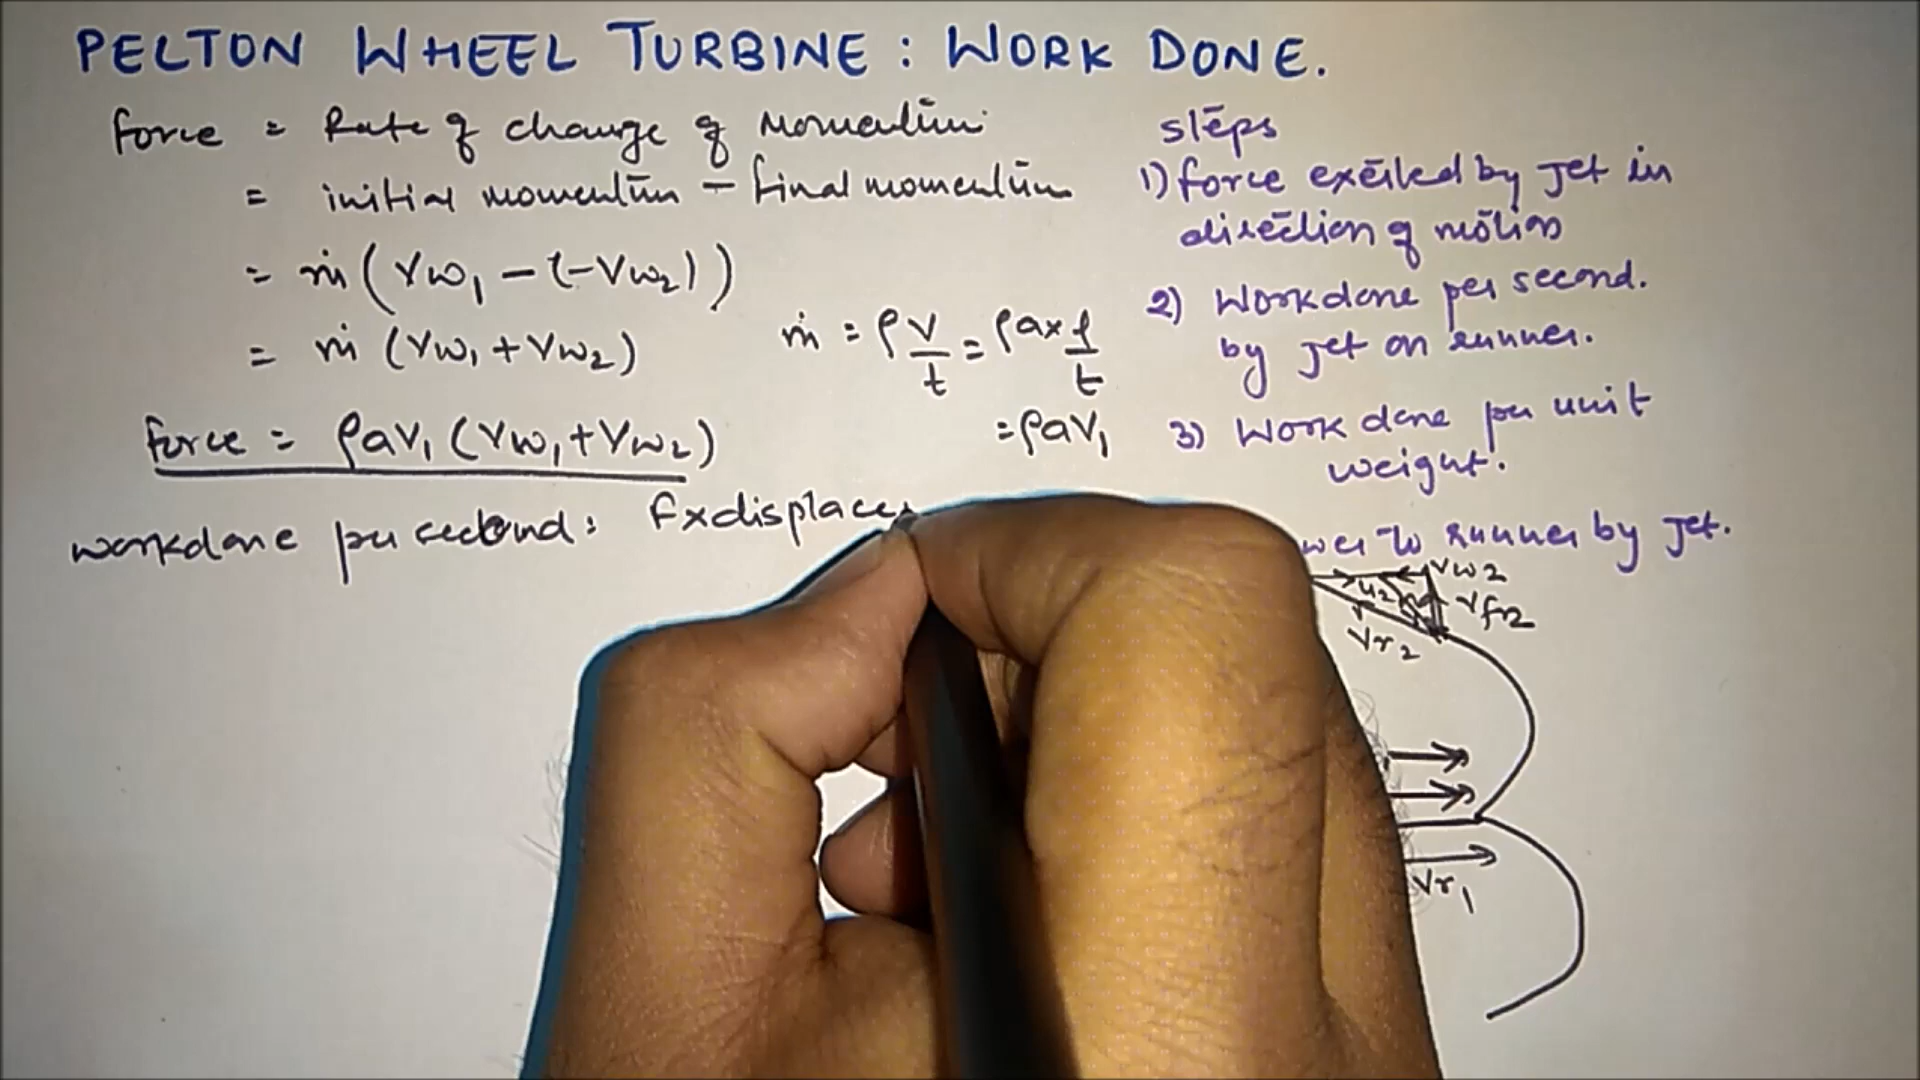 PELTON WHEEL TURBINE : WORK DONE.
force = Rate of change of Momentum
= initial momentum - final momentum
= ṁ (Vw₁ - (-Vw₂))
= ṁ (Vw₁ + Vw₂)
ṁ = ρ V/t = ρa x l/t
= ρaV₁
force = ρaV₁ (Vw₁ + Vw₂)
workdone per second : Fxdisplace
steps
1) force exerted by Jet in
direction of motion
2) Workdone per second.
by Jet on runner.
3) Work done per unit
weight.
wer to runner by Jet.
Vw2
u2
Vf2
Vr2
Vr1